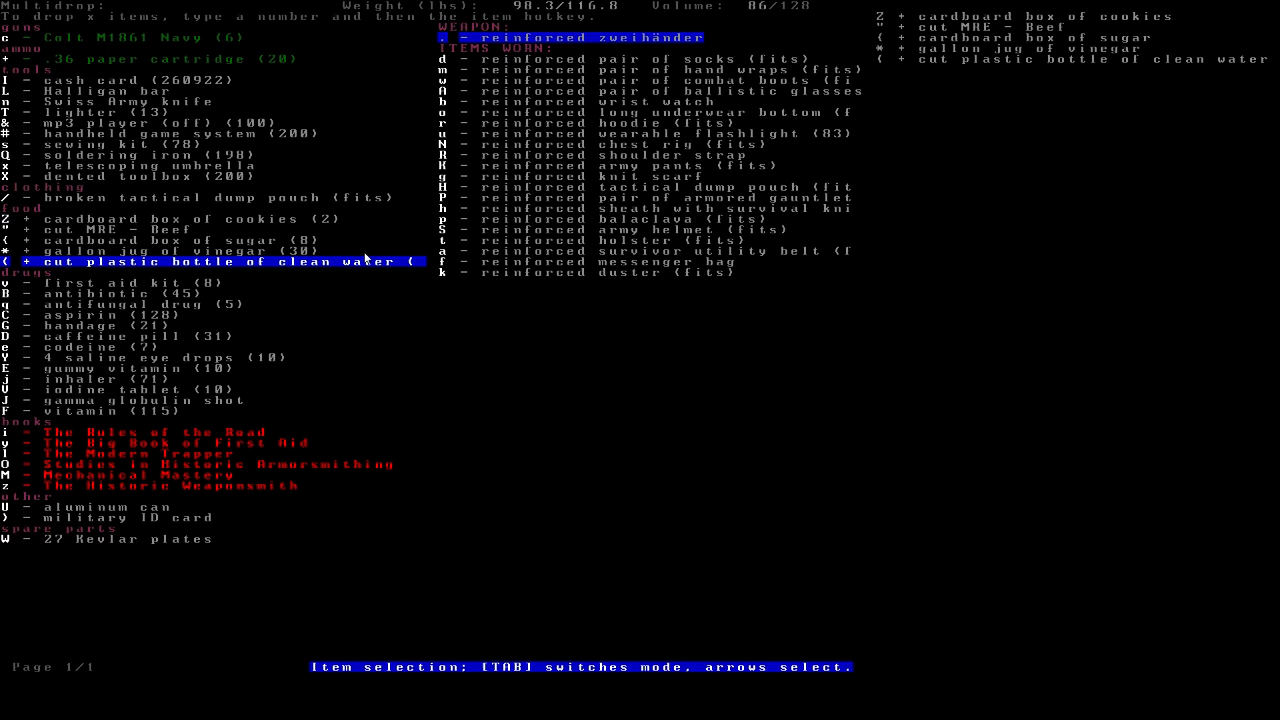 Multidrop: Weight (lbs): 98.3/116.8 Volume: 86/128
To drop x items, type a number and then the item hotkey.
guns
c - Colt M1861 Navy (6)
ammo
+ - .36 paper cartridge (20)
tools
I - cash card (260922)
L - Halligan bar
n - Swiss Army knife
T - lighter (13)
& - mp3 player (off) (100)
# - handheld game system (200)
s - sewing kit (78)
Q - soldering iron (198)
x - telescoping umbrella
X - dented toolbox (200)
clothing
/ - broken tactical dump pouch (fits)
food
Z + cardboard box of cookies (2)
" + cut MRE - Beef
( + cardboard box of sugar (8)
* + gallon jug of vinegar (30)
( + cut plastic bottle of clean water (
drugs
v - first aid kit (8)
B - antibiotic (45)
q - antifungal drug (5)
C - aspirin (128)
G - bandage (21)
D - caffeine pill (31)
e - codeine (7)
Y - 4 saline eye drops (10)
E - gummy vitamin (10)
j - inhaler (71)
V - iodine tablet (10)
J - gamma globulin shot
F - vitamin (115)
books
i - The Rules of the Road
y - The Big Book of First Aid
l - The Modern Trapper
O - Studies in Historic Armorsmithing
M - Mechanical Mastery
z - The Historic Weaponsmith
other
U - aluminum can
) - military ID card
spare parts
W - 27 Kevlar plates
WEAPON:
. - reinforced zweihänder
ITEMS WORN:
d - reinforced pair of socks (fits)
m - reinforced pair of hand wraps (fits)
w - reinforced pair of combat boots (fi
A - reinforced pair of ballistic glasses
b - reinforced wrist watch
o - reinforced long underwear bottom (f
r - reinforced hoodie (fits)
u - reinforced wearable flashlight (83)
N - reinforced chest rig (fits)
R - reinforced shoulder strap
K - reinforced army pants (fits)
g - reinforced knit scarf
H - reinforced tactical dump pouch (fit
P - reinforced pair of armored gauntlet
h - reinforced sheath with survival kni
p - reinforced balaclava (fits)
S - reinforced army helmet (fits)
t - reinforced holster (fits)
a - reinforced survivor utility belt (f
f - reinforced messenger bag
k - reinforced duster (fits)
Z + cardboard box of cookies
" cut MRE - Beef
( + cardboard box of sugar
* + gallon jug of vinegar
( + cut plastic bottle of clean water
Page 1/1
Item selection: [TAB] switches mode, arrows select.